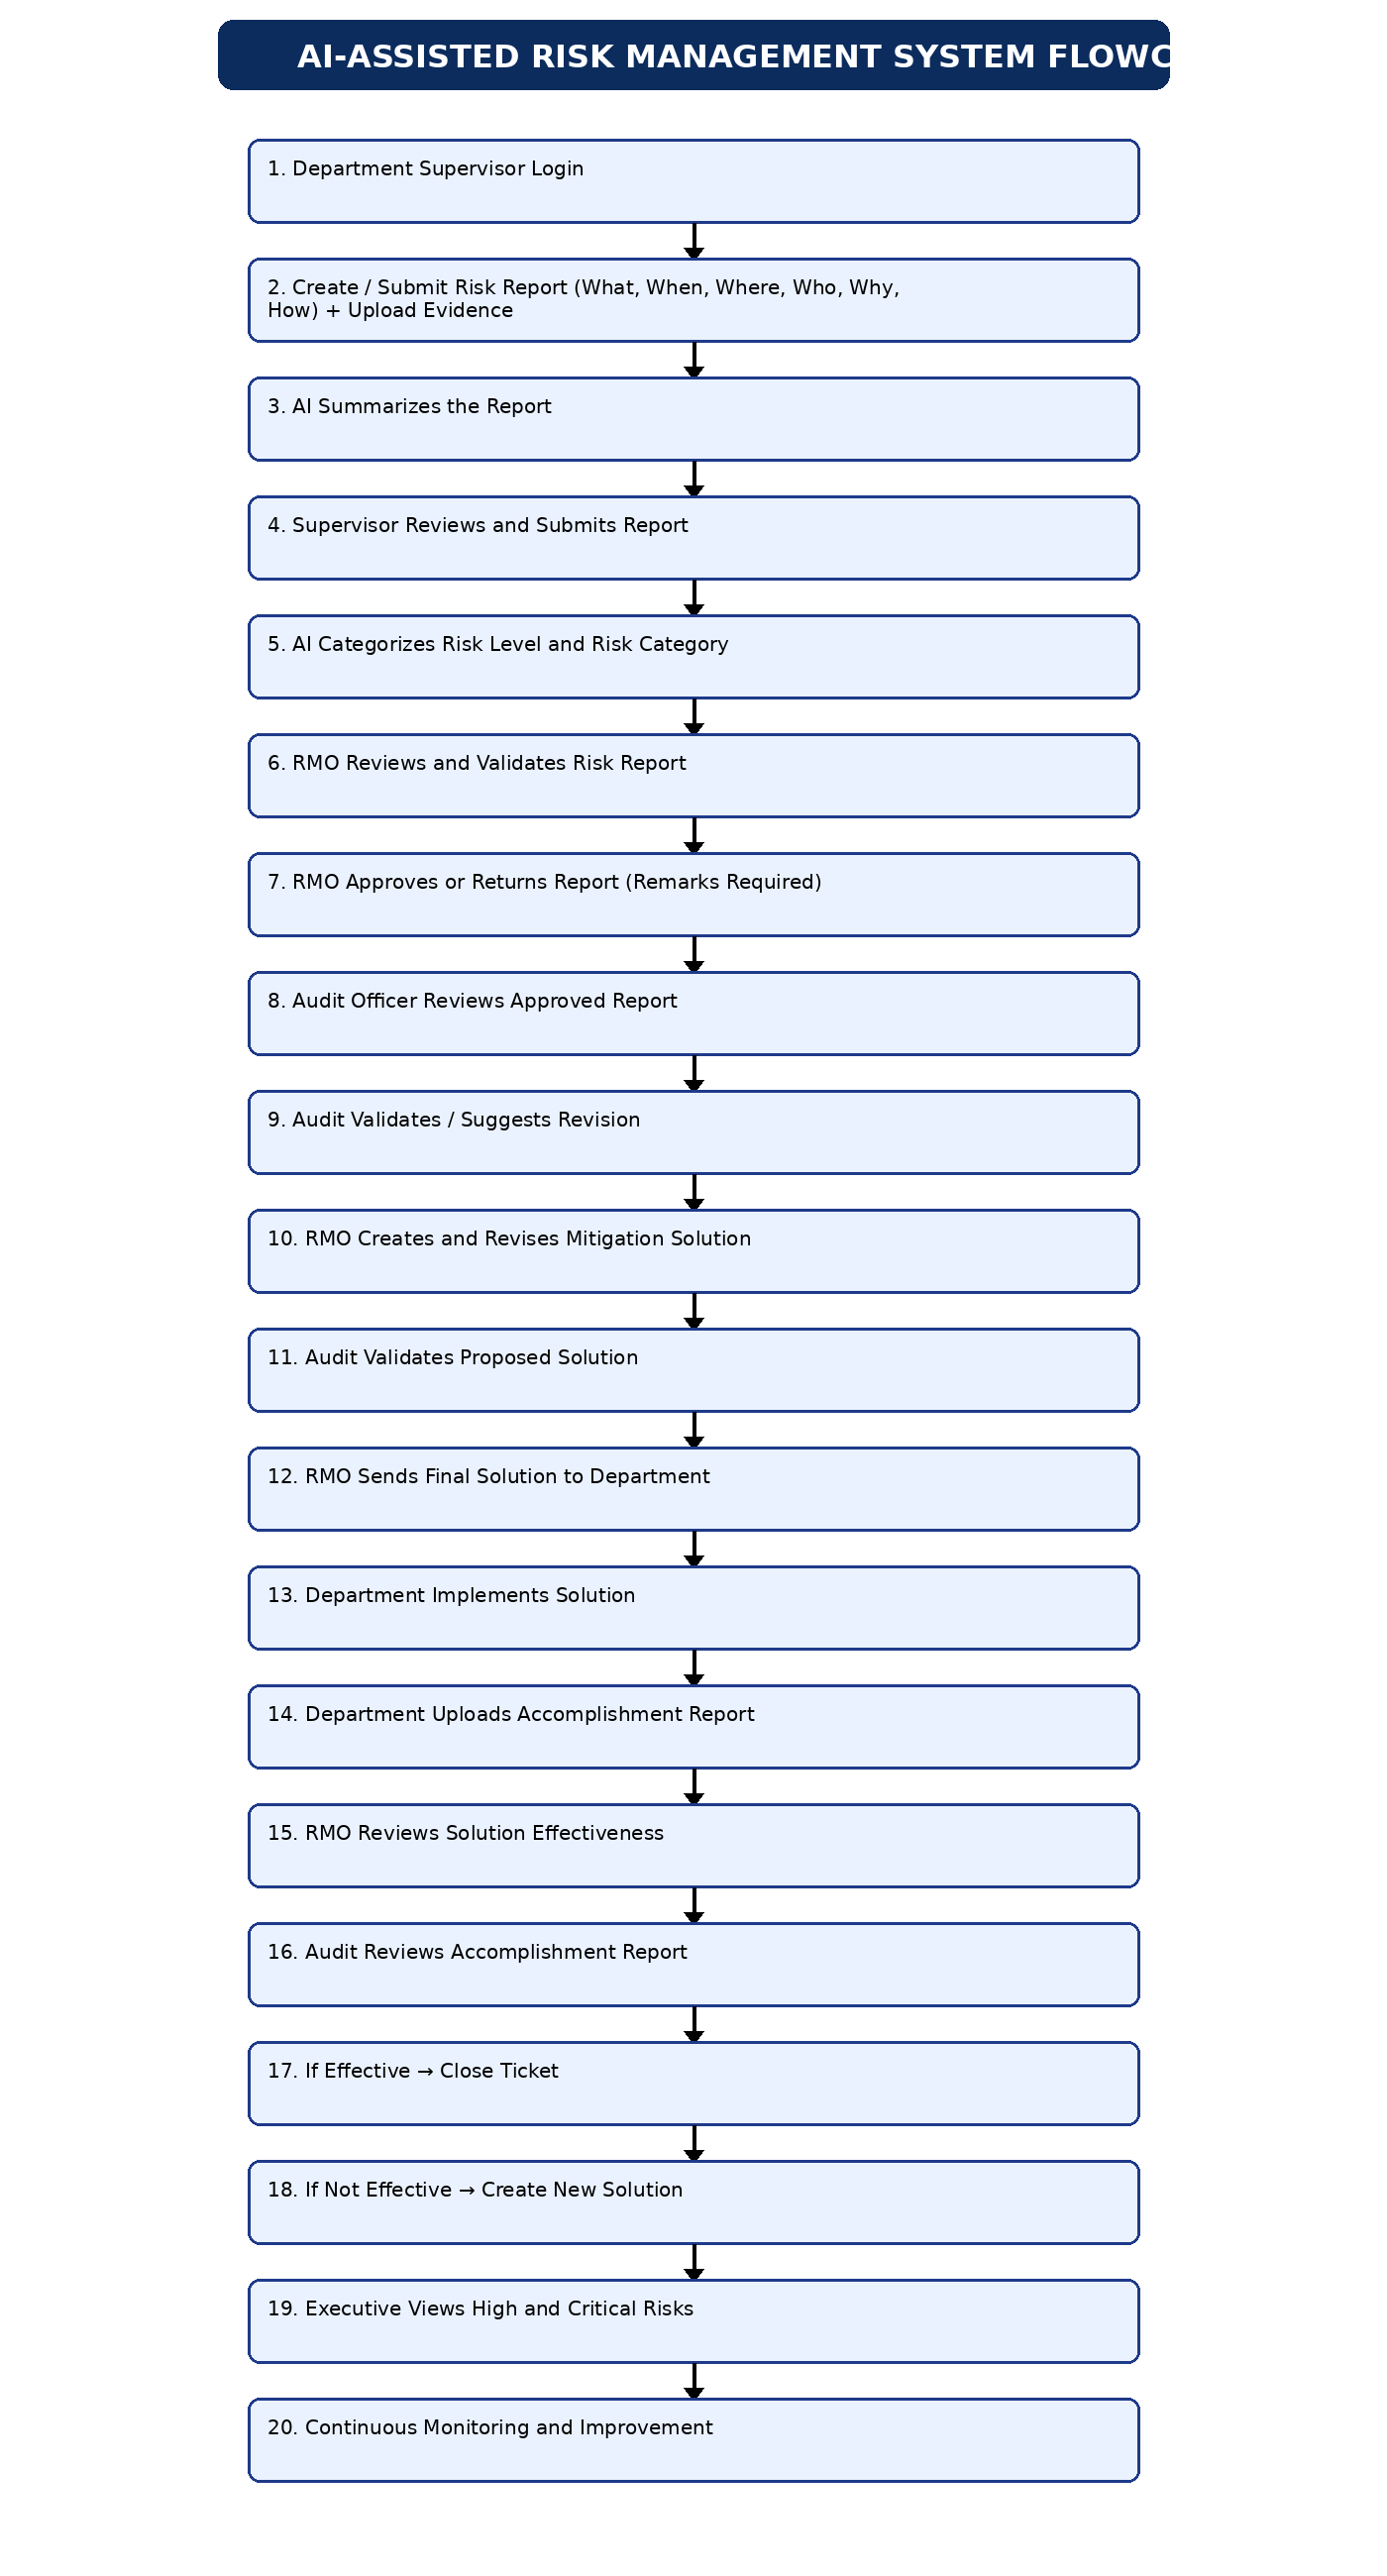 AI-ASSISTED RISK MANAGEMENT SYSTEM FLOWC
1. Department Supervisor Login
2. Create / Submit Risk Report (What, When, Where, Who, Why,
How) + Upload Evidence
3. AI Summarizes the Report
4. Supervisor Reviews and Submits Report
5. AI Categorizes Risk Level and Risk Category
6. RMO Reviews and Validates Risk Report
7. RMO Approves or Returns Report (Remarks Required)
8. Audit Officer Reviews Approved Report
9. Audit Validates / Suggests Revision
10. RMO Creates and Revises Mitigation Solution
11. Audit Validates Proposed Solution
12. RMO Sends Final Solution to Department
13. Department Implements Solution
14. Department Uploads Accomplishment Report
15. RMO Reviews Solution Effectiveness
16. Audit Reviews Accomplishment Report
17. If Effective → Close Ticket
18. If Not Effective → Create New Solution
19. Executive Views High and Critical Risks
20. Continuous Monitoring and Improvement